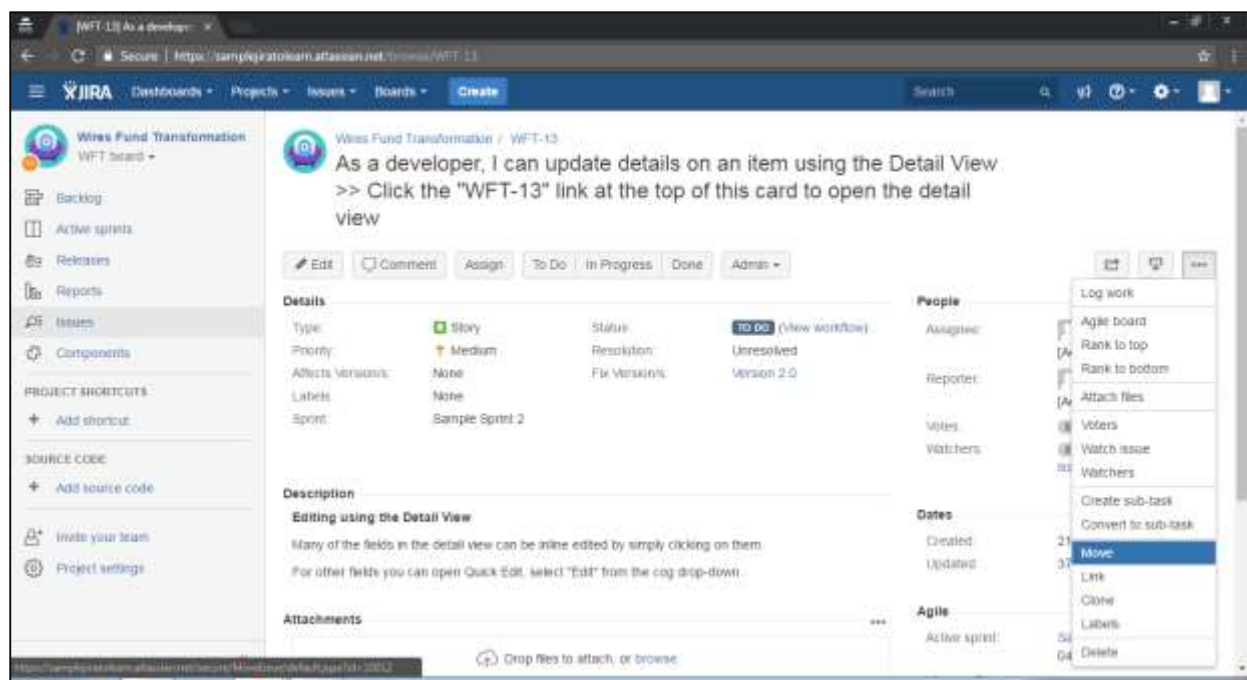 [WFT-13] As a develope
Secure | https://samplejiratolearn.atlassian.net/browse/WFT-13
JIRA Dashboards Projects Issues Boards Create Search
Wires Fund Transformation
WFT board
Backlog
Active sprints
Releases
Reports
Issues
Components
PROJECT SHORTCUTS
+ Add shortcut
SOURCE CODE
+ Add source code
Invite your team
Project settings
Wires Fund Transformation / WFT-13
As a developer, I can update details on an item using the Detail View
>> Click the "WFT-13" link at the top of this card to open the detail
view
Edit Comment Assign To Do In Progress Done Admin
Details
Type: Story Status: TO DO (View workflow)
Priority: Medium Resolution: Unresolved
Affects Version/s: None Fix Version/s: Version 2.0
Labels: None
Sprint: Sample Sprint 2
Description
Editing using the Detail View
Many of the fields in the detail view can be inline edited by simply clicking on them.
For other fields you can open Quick Edit, select "Edit" from the cog drop-down.
Attachments
Drop files to attach, or browse.
People
Assignee:
Reporter:
Votes:
Watchers:
Dates
Created: 21
Updated: 37
Agile
Active sprint:
Log work
Agile board
Rank to top
Rank to bottom
Attach files
Voters
Watch issue
Watchers
Create sub-task
Convert to sub-task
Move
Link
Clone
Labels
Delete